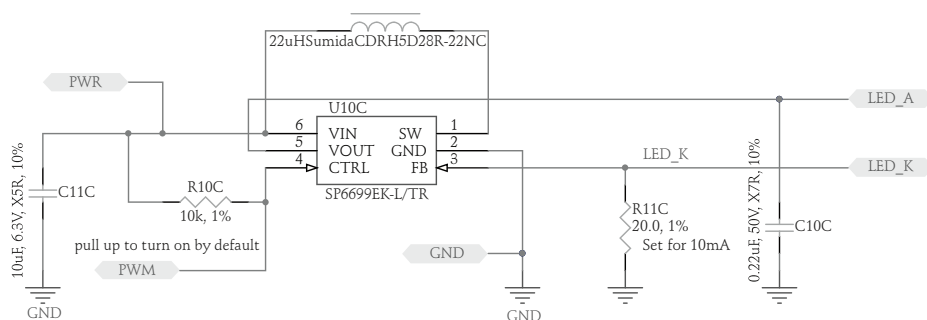 22uHSumidaCDRH5D28R-22NC
PWR
LED_A
U10C
6 VIN SW 1
5 VOUT GND 2
4 CTRL FB 3
LED_K
LED_K
SP6699EK-L/TR
10uF, 6.3V, X5R, 10%
C11C
R10C
10k, 1%
R11C
20.0, 1%
Set for 10mA
0.22uF, 50V, X7R, 10%
C10C
pull up to turn on by default
GND
PWM
GND
GND